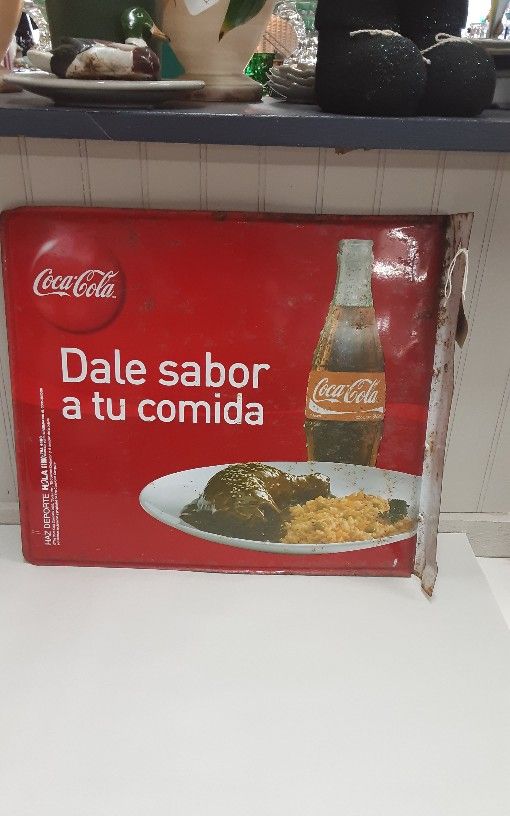 Coca-Cola
Dale sabor
a tu comida
Coca-Cola
HAZ DEPORTE